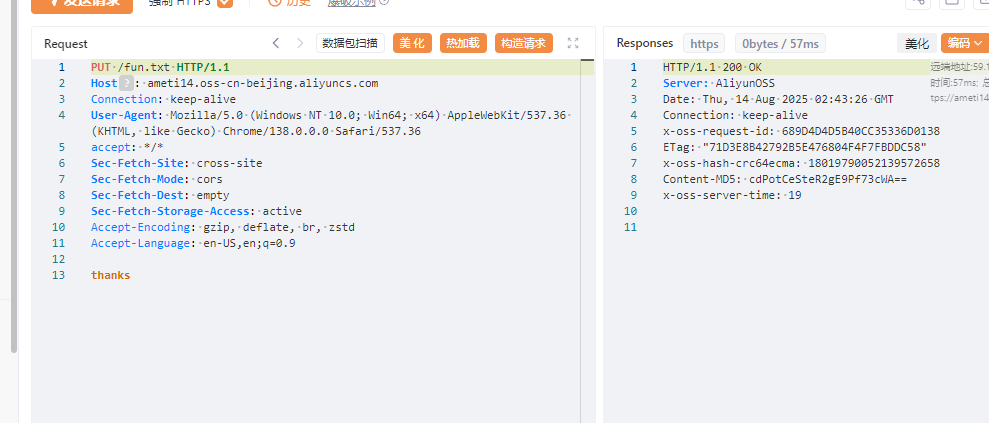 发送请求 强制 HTTPS 历史 爆破示例
Request 数据包扫描 美化 热加载 构造请求
1 PUT /fun.txt HTTP/1.1
2 Host ?: ameti14.oss-cn-beijing.aliyuncs.com
3 Connection: keep-alive
4 User-Agent: Mozilla/5.0 (Windows NT 10.0; Win64; x64) AppleWebKit/537.36
(KHTML, like Gecko) Chrome/138.0.0.0 Safari/537.36
5 accept: */*
6 Sec-Fetch-Site: cross-site
7 Sec-Fetch-Mode: cors
8 Sec-Fetch-Dest: empty
9 Sec-Fetch-Storage-Access: active
10 Accept-Encoding: gzip, deflate, br, zstd
11 Accept-Language: en-US,en;q=0.9
12
13 thanks
Responses https 0bytes / 57ms 美化 编码
1 HTTP/1.1 200 OK
远端地址:59.1
2 Server: AliyunOSS
时间:57ms; 总
3 Date: Thu, 14 Aug 2025 02:43:26 GMT
tps://ameti14
4 Connection: keep-alive
5 x-oss-request-id: 689D4D4D5B40CC35336D0138
6 ETag: "71D3E8B42792B5E476804F4F7FBDDC58"
7 x-oss-hash-crc64ecma: 18019790052139572658
8 Content-MD5: cdPotCeSteR2gE9Pf73cWA==
9 x-oss-server-time: 19
10
11